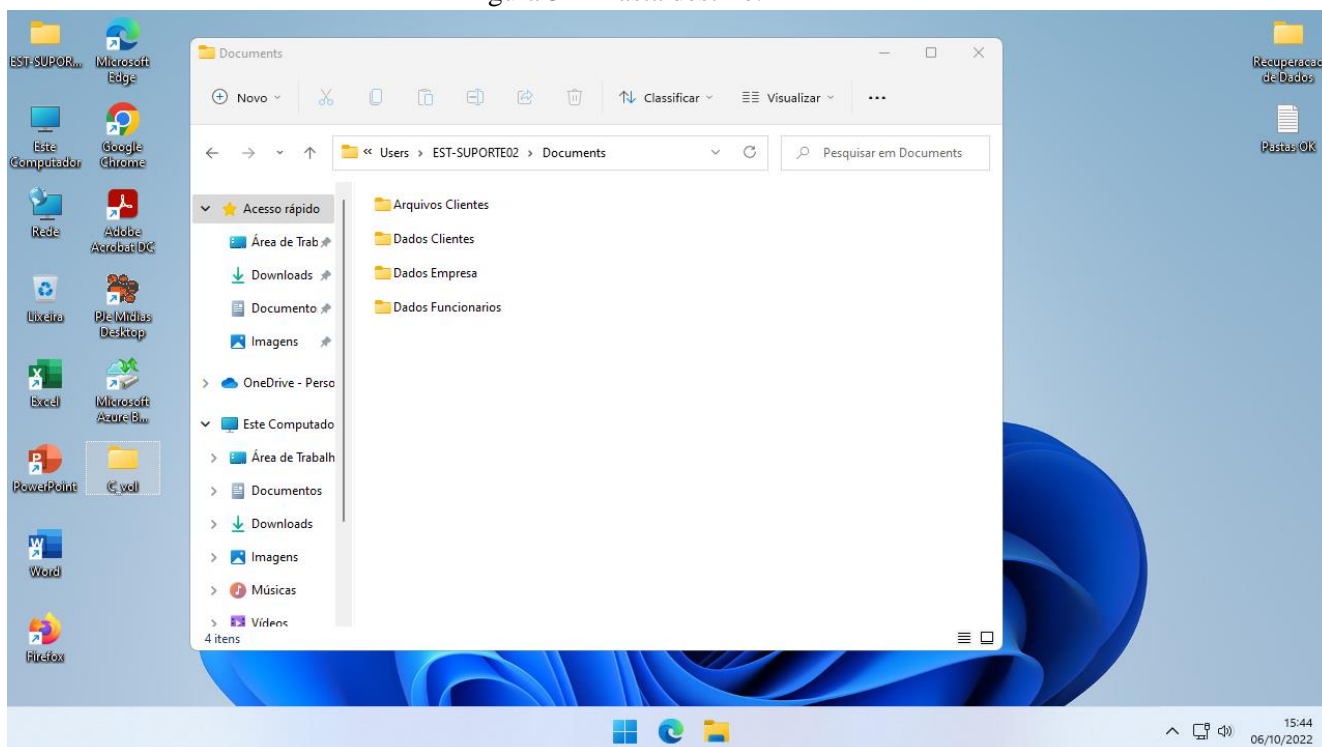 EST-SUPOR...
Microsoft
Edge
Este
Computador
Google
Chrome
Rede
Adobe
Acrobat DC
Lixeira
PJe Mídias
Desktop
Excel
Microsoft
Azure B...
PowerPoint
C_vol
Word
Firefox
Documents
Novo
Classificar
Visualizar
« Users > EST-SUPORTE02 > Documents
Pesquisar em Documents
Acesso rápido
Área de Trab
Downloads
Documento
Imagens
OneDrive - Perso
Este Computado
Área de Trabalh
Documentos
Downloads
Imagens
Músicas
Vídeos
Arquivos Clientes
Dados Clientes
Dados Empresa
Dados Funcionarios
4 itens
Recuperacao
de Dados
Pastas OK
15:44
06/10/2022